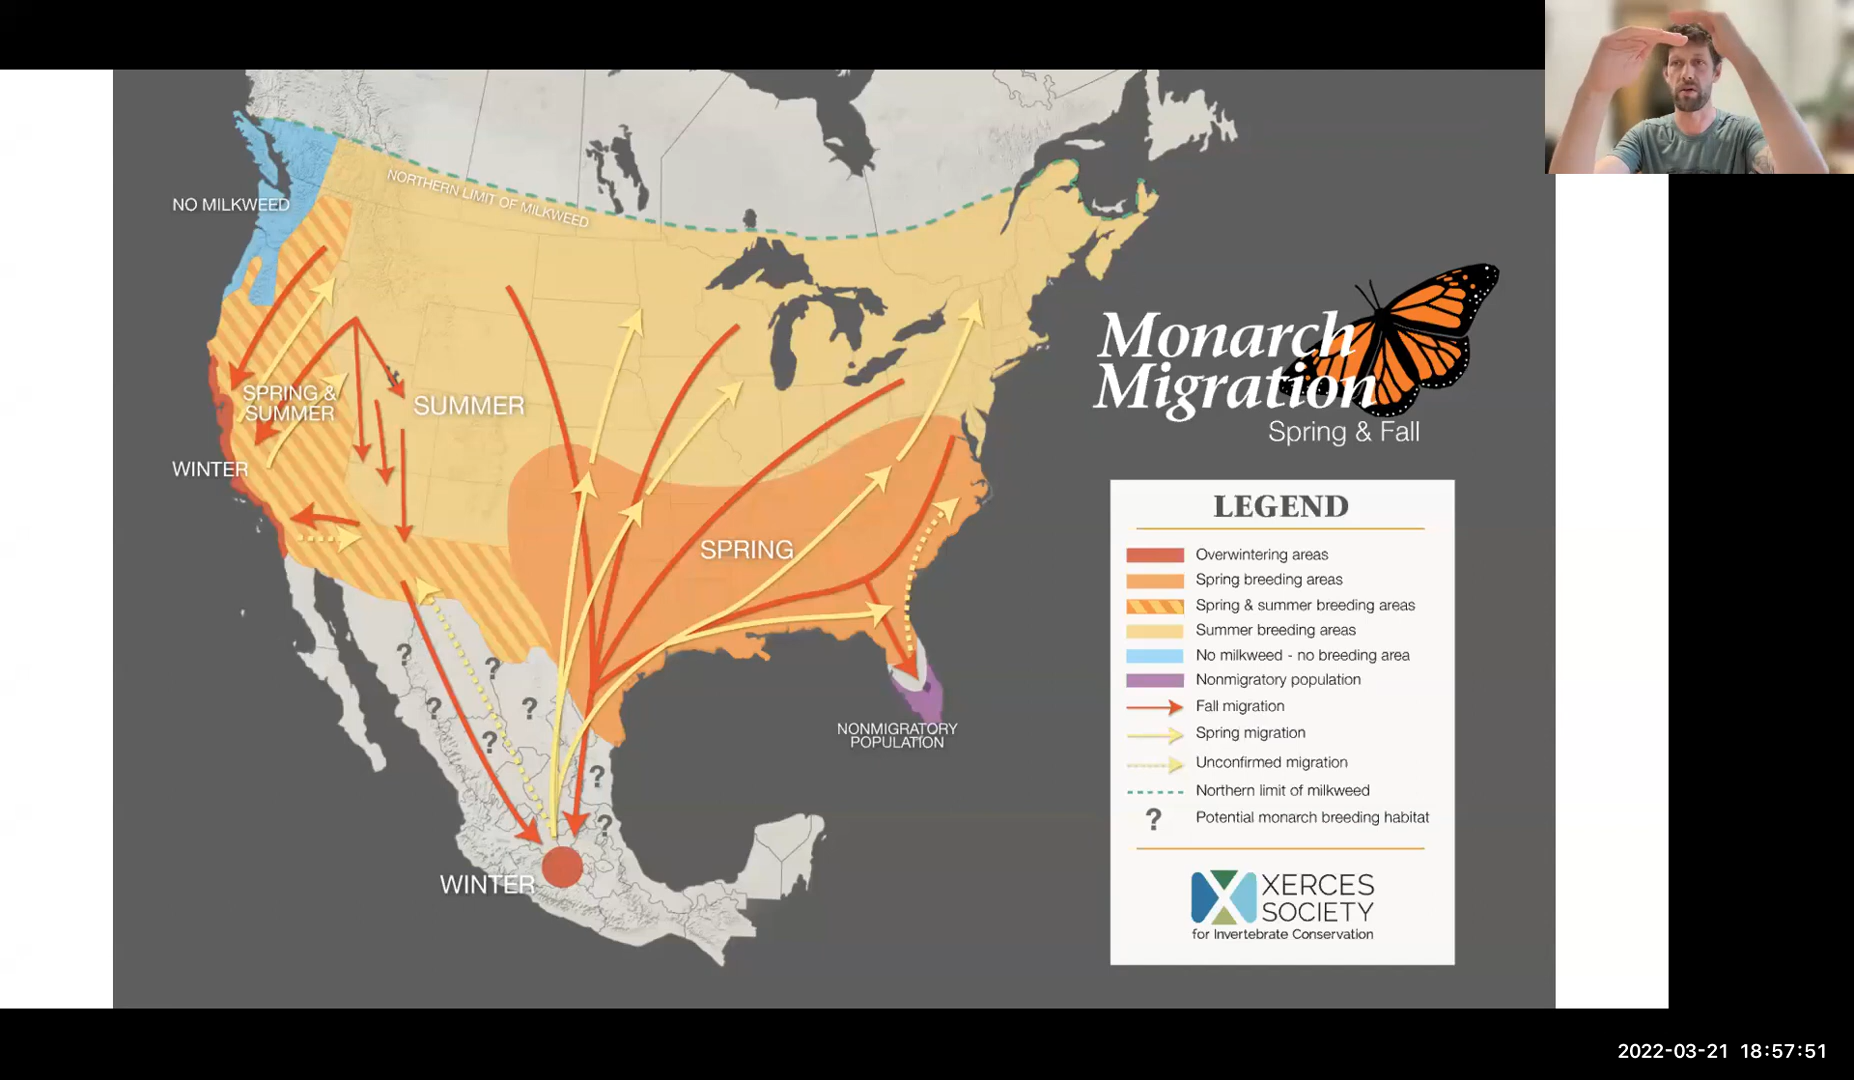 NO MILKWEED
NORTHERN LIMIT OF MILKWEED
SPRING &
SUMMER
SUMMER
WINTER
SPRING
NONMIGRATORY
POPULATION
WINTER
?
?
?
?
?
?
?
Monarch
Migration
Spring & Fall
LEGEND
Overwintering areas
Spring breeding areas
Spring & summer breeding areas
Summer breeding areas
No milkweed - no breeding area
Nonmigratory population
Fall migration
Spring migration
Unconfirmed migration
Northern limit of milkweed
? Potential monarch breeding habitat
XERCES
SOCIETY
for Invertebrate Conservation
2022-03-21 18:57:51